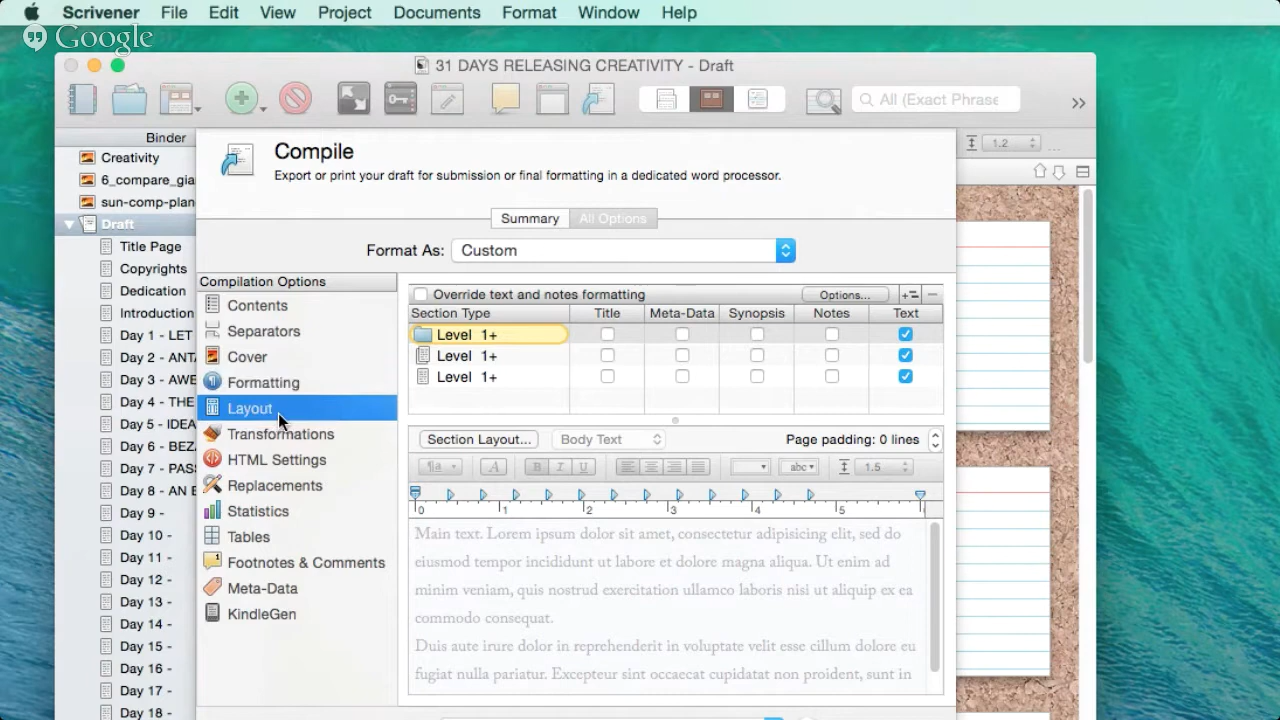 Scrivener File Edit View Project Documents Format Window Help
Google
31 DAYS RELEASING CREATIVITY - Draft
All (Exact Phrase
Binder
Creativity
6_compare_gia
sun-comp-plan
Draft
Title Page
Copyrights
Dedication
Introduction
Day 1 - LET
Day 2 - ANTA
Day 3 - AWE
Day 4 - THE
Day 5 - IDEA
Day 6 - BEZ
Day 7 - PAS
Day 8 - AN E
Day 9 -
Day 10 -
Day 11 -
Day 12 -
Day 13 -
Day 14 -
Day 15 -
Day 16 -
Day 17 -
Day 18 -
Compile
Export or print your draft for submission or final formatting in a dedicated word processor.
Summary All Options
Format As: Custom
Compilation Options
Contents
Separators
Cover
Formatting
Layout
Transformations
HTML Settings
Replacements
Statistics
Tables
Footnotes & Comments
Meta-Data
KindleGen
Override text and notes formatting Options...
Section Type Title Meta-Data Synopsis Notes Text
Level 1+
Level 1+
Level 1+
Section Layout... Body Text Page padding: 0 lines
A B I U abc 1.5
0 1 2 3 4 5 6
Main text. Lorem ipsum dolor sit amet, consectetur adipisicing elit, sed do
eiusmod tempor incididunt ut labore et dolore magna aliqua. Ut enim ad
minim veniam, quis nostrud exercitation ullamco laboris nisi ut aliquip ex ea
commodo consequat.
Duis aute irure dolor in reprehenderit in voluptate velit esse cillum dolore eu
fugiat nulla pariatur. Excepteur sint occaecat cupidatat non proident, sunt in
1.2